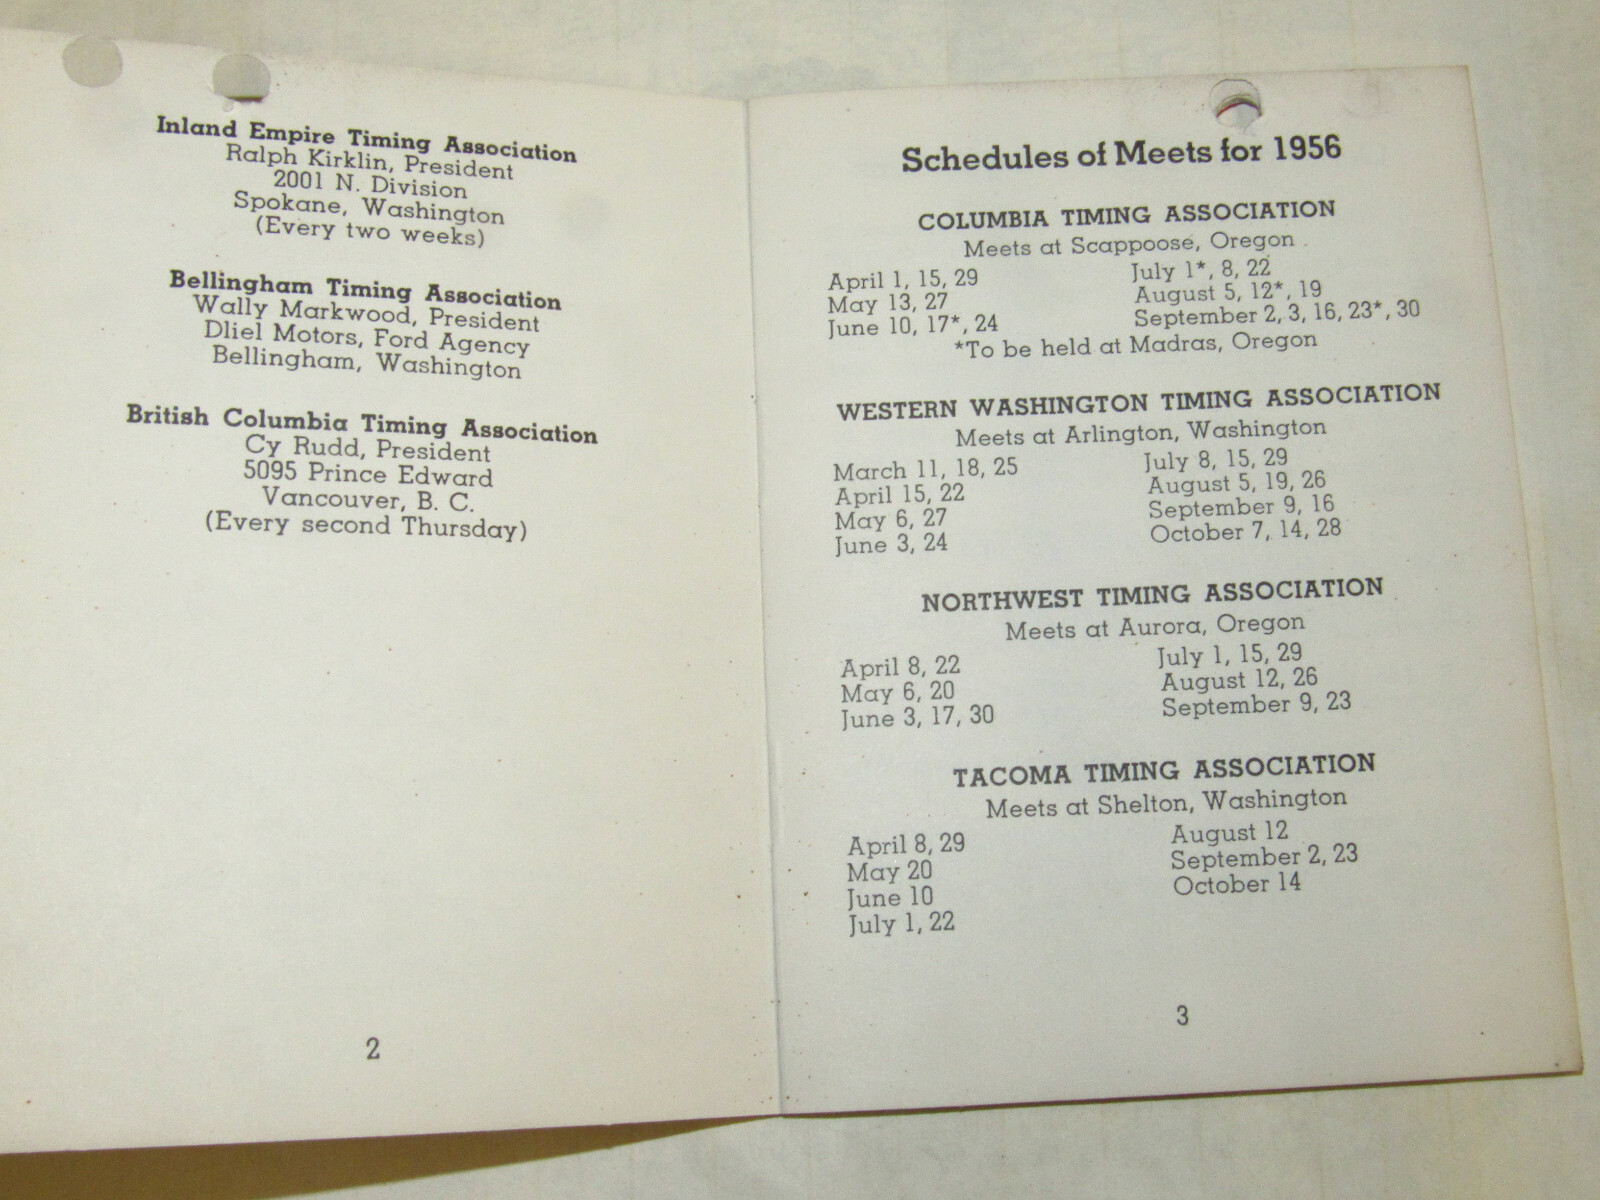 Inland Empire Timing Association
Ralph Kirklin, President
2001 N. Division
Spokane, Washington
(Every two weeks)
Bellingham Timing Association
Wally Markwood, President
Dliel Motors, Ford Agency
Bellingham, Washington
British Columbia Timing Association
Cy Rudd, President
5095 Prince Edward
Vancouver, B. C.
(Every second Thursday)
2
Schedules of Meets for 1956
COLUMBIA TIMING ASSOCIATION
Meets at Scappoose, Oregon
April 1, 15, 29
May 13, 27
June 10, 17*, 24
July 1*, 8, 22
August 5, 12*, 19
September 2, 3, 16, 23*, 30
*To be held at Madras, Oregon
WESTERN WASHINGTON TIMING ASSOCIATION
Meets at Arlington, Washington
March 11, 18, 25
April 15, 22
May 6, 27
June 3, 24
July 8, 15, 29
August 5, 19, 26
September 9, 16
October 7, 14, 28
NORTHWEST TIMING ASSOCIATION
Meets at Aurora, Oregon
April 8, 22
May 6, 20
June 3, 17, 30
July 1, 15, 29
August 12, 26
September 9, 23
TACOMA TIMING ASSOCIATION
Meets at Shelton, Washington
April 8, 29
May 20
June 10
July 1, 22
August 12
September 2, 23
October 14
3